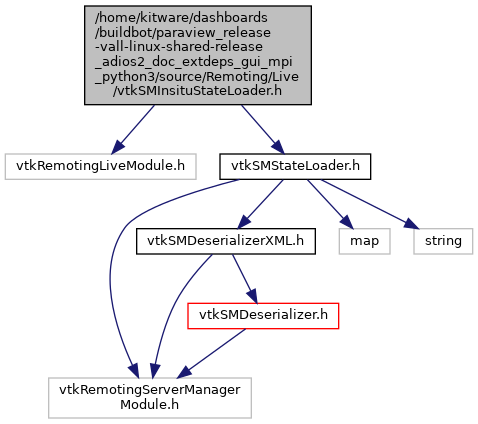 /home/kitware/dashboards
/buildbot/paraview_release
-vall-linux-shared-release
_adios2_doc_extdeps_gui_mpi
_python3/source/Remoting/Live
/vtkSMInsituStateLoader.h
vtkRemotingLiveModule.h
vtkSMStateLoader.h
vtkSMDeserializerXML.h
map
string
vtkSMDeserializer.h
vtkRemotingServerManager
Module.h